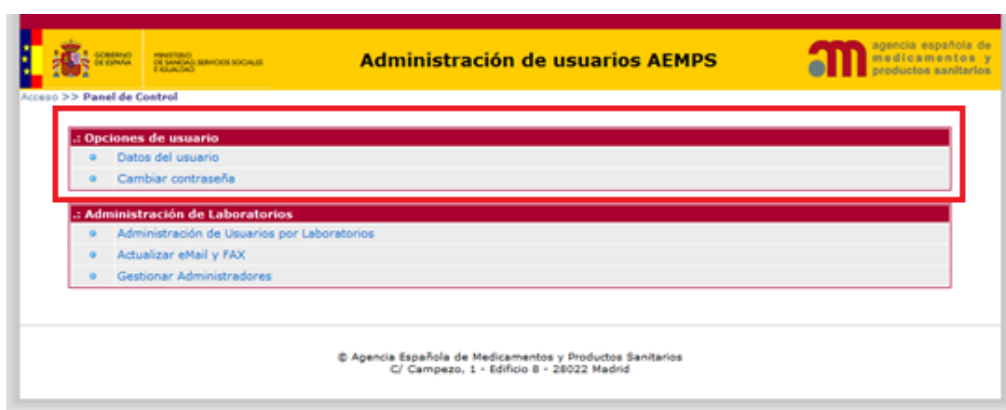 GOBIERNO
DE ESPAÑA
MINISTERIO
DE SANIDAD, SERVICIOS SOCIALES
E IGUALDAD
Administración de usuarios AEMPS
agencia española de
medicamentos y
productos sanitarios
Acceso >> Panel de Control
.: Opciones de usuario
Datos del usuario
Cambiar contraseña
.: Administración de Laboratorios
Administración de Usuarios por Laboratorios
Actualizar eMail y FAX
Gestionar Administradores
© Agencia Española de Medicamentos y Productos Sanitarios
C/ Campezo, 1 - Edificio 8 - 28022 Madrid